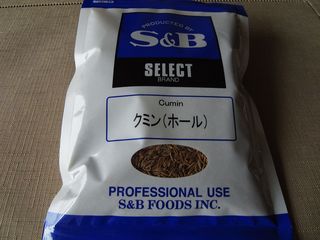 PRODUCED BY
S&B
SELECT
BRAND
Cumin
クミン(ホール)
PROFESSIONAL USE
S&B FOODS INC.